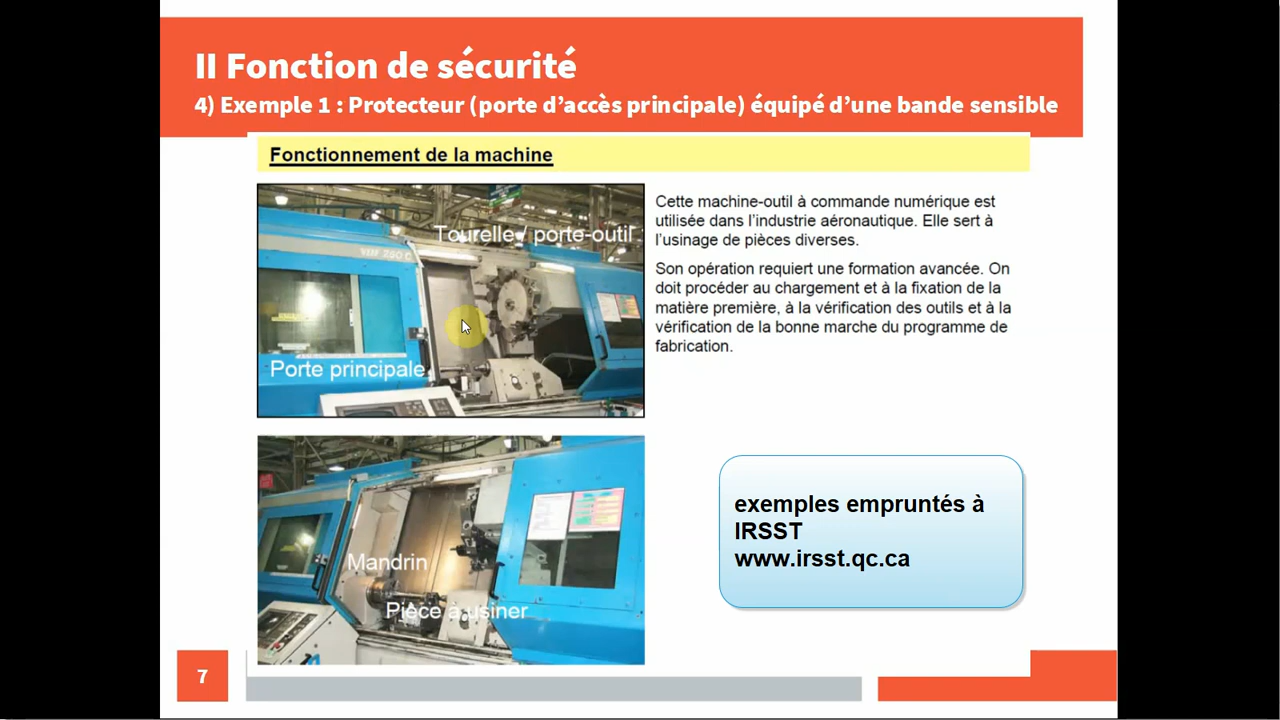 II Fonction de sécurité
4) Exemple 1 : Protecteur (porte d’accès principale) équipé d’une bande sensible
Fonctionnement de la machine
Tourelle / porte-outil
Porte principale
Cette machine-outil à commande numérique est
utilisée dans l’industrie aéronautique. Elle sert à
l’usinage de pièces diverses.
Son opération requiert une formation avancée. On
doit procéder au chargement et à la fixation de la
matière première, à la vérification des outils et à la
vérification de la bonne marche du programme de
fabrication.
Mandrin
Pièce à usiner
exemples empruntés à
IRSST
www.irsst.qc.ca
7